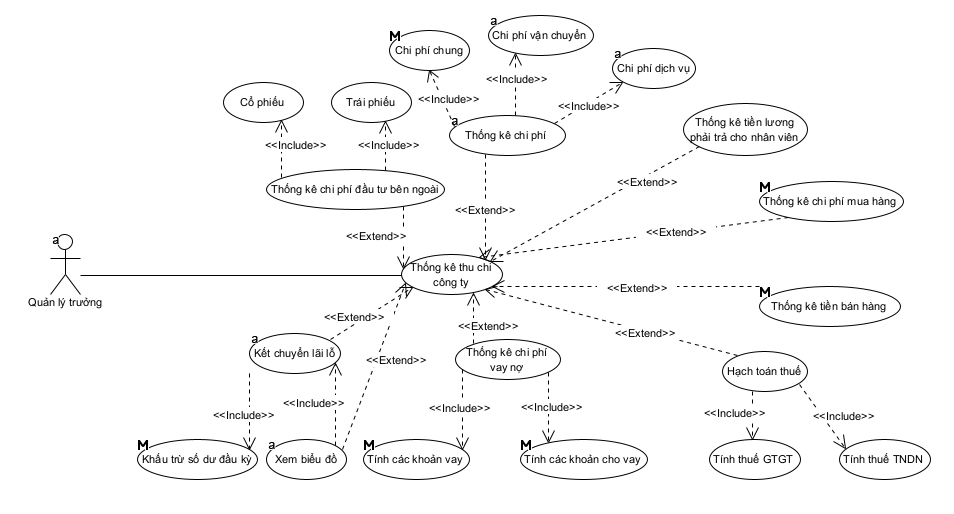 a
Chi phí vận chuyển
M
Chi phí chung
a
Chi phí dịch vụ
<<Include>>
<<Include>>
<<Include>>
Cổ phiếu
Trái phiếu
a
Thống kê chi phí
Thống kê tiền lương
phải trả cho nhân viên
<<Include>>
<<Include>>
Thống kê chi phí đầu tư bên ngoài
<<Extend>>
M
Thống kê chi phí mua hàng
<<Extend>>
<<Extend>>
<<Extend>>
a
Quản lý trưởng
Thống kê thu chi
công ty
<<Extend>>
M
Thống kê tiền bán hàng
<<Extend>>
<<Extend>>
<<Extend>>
a
Kết chuyển lãi lỗ
<<Extend>>
Thống kê chi phí
vay nợ
Hạch toán thuế
<<Include>>
<<Include>>
<<Include>>
<<Include>>
<<Include>>
<<Include>>
M
Khấu trừ số dư đầu kỳ
a
Xem biểu đồ
M
Tính các khoản vay
M
Tính các khoản cho vay
Tính thuế GTGT
Tính thuế TNDN